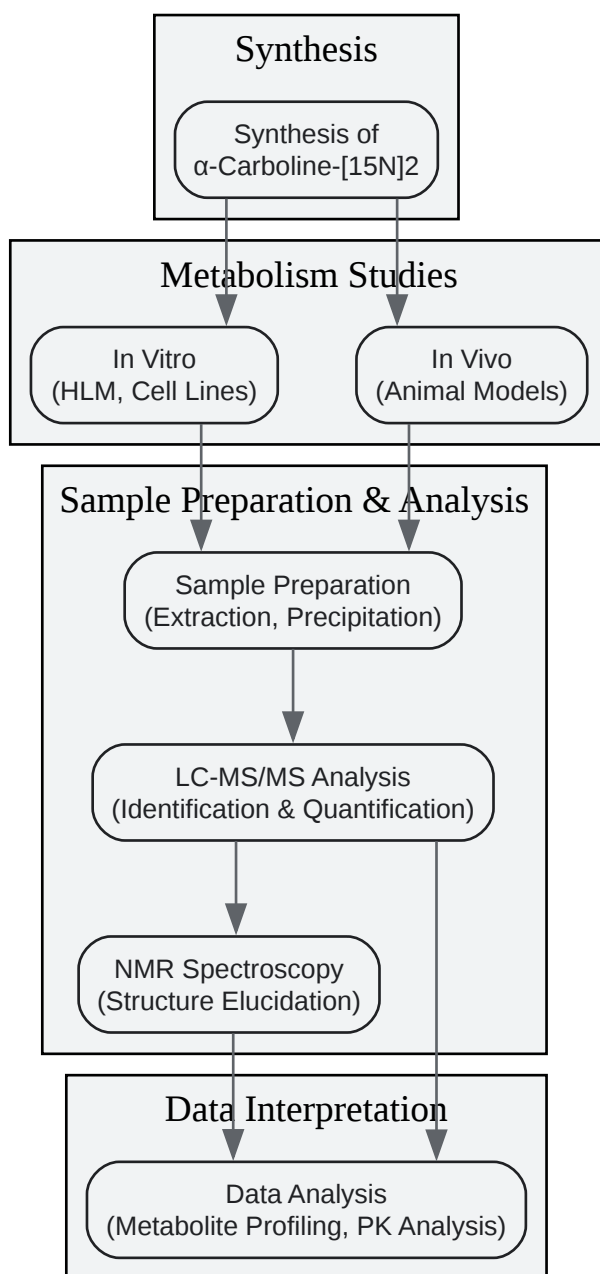 Synthesis
Synthesis of
α-Carboline-[15N]2
Metabolism Studies
In Vitro
(HLM, Cell Lines)
In Vivo
(Animal Models)
Sample Preparation & Analysis
Sample Preparation
(Extraction, Precipitation)
LC-MS/MS Analysis
(Identification & Quantification)
NMR Spectroscopy
(Structure Elucidation)
Data Interpretation
Data Analysis
(Metabolite Profiling, PK Analysis)